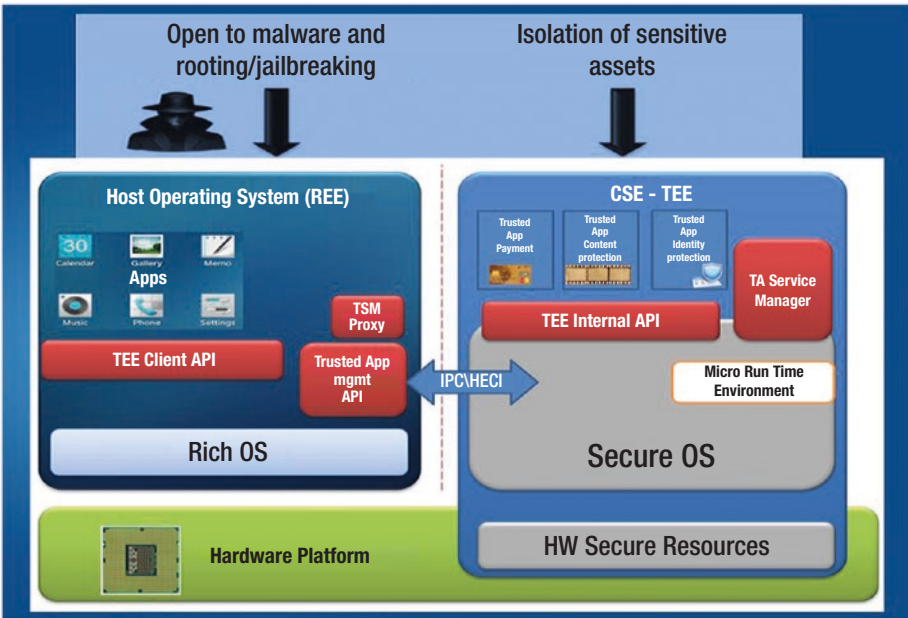 Open to malware and
rooting/jailbreaking
Isolation of sensitive
assets
Host Operating System (REE)
30
Calendar
Gallery
Memo
Apps
Music
Phone
Settings
TSM
Proxy
TEE Client API
Trusted App
mgmt
API
Rich OS
IPC\HECI
CSE - TEE
Trusted
App
Payment
Trusted
App
Content
protection
Trusted
App
Identity
protection
TA Service
Manager
TEE Internal API
Micro Run Time
Environment
Secure OS
HW Secure Resources
Hardware Platform